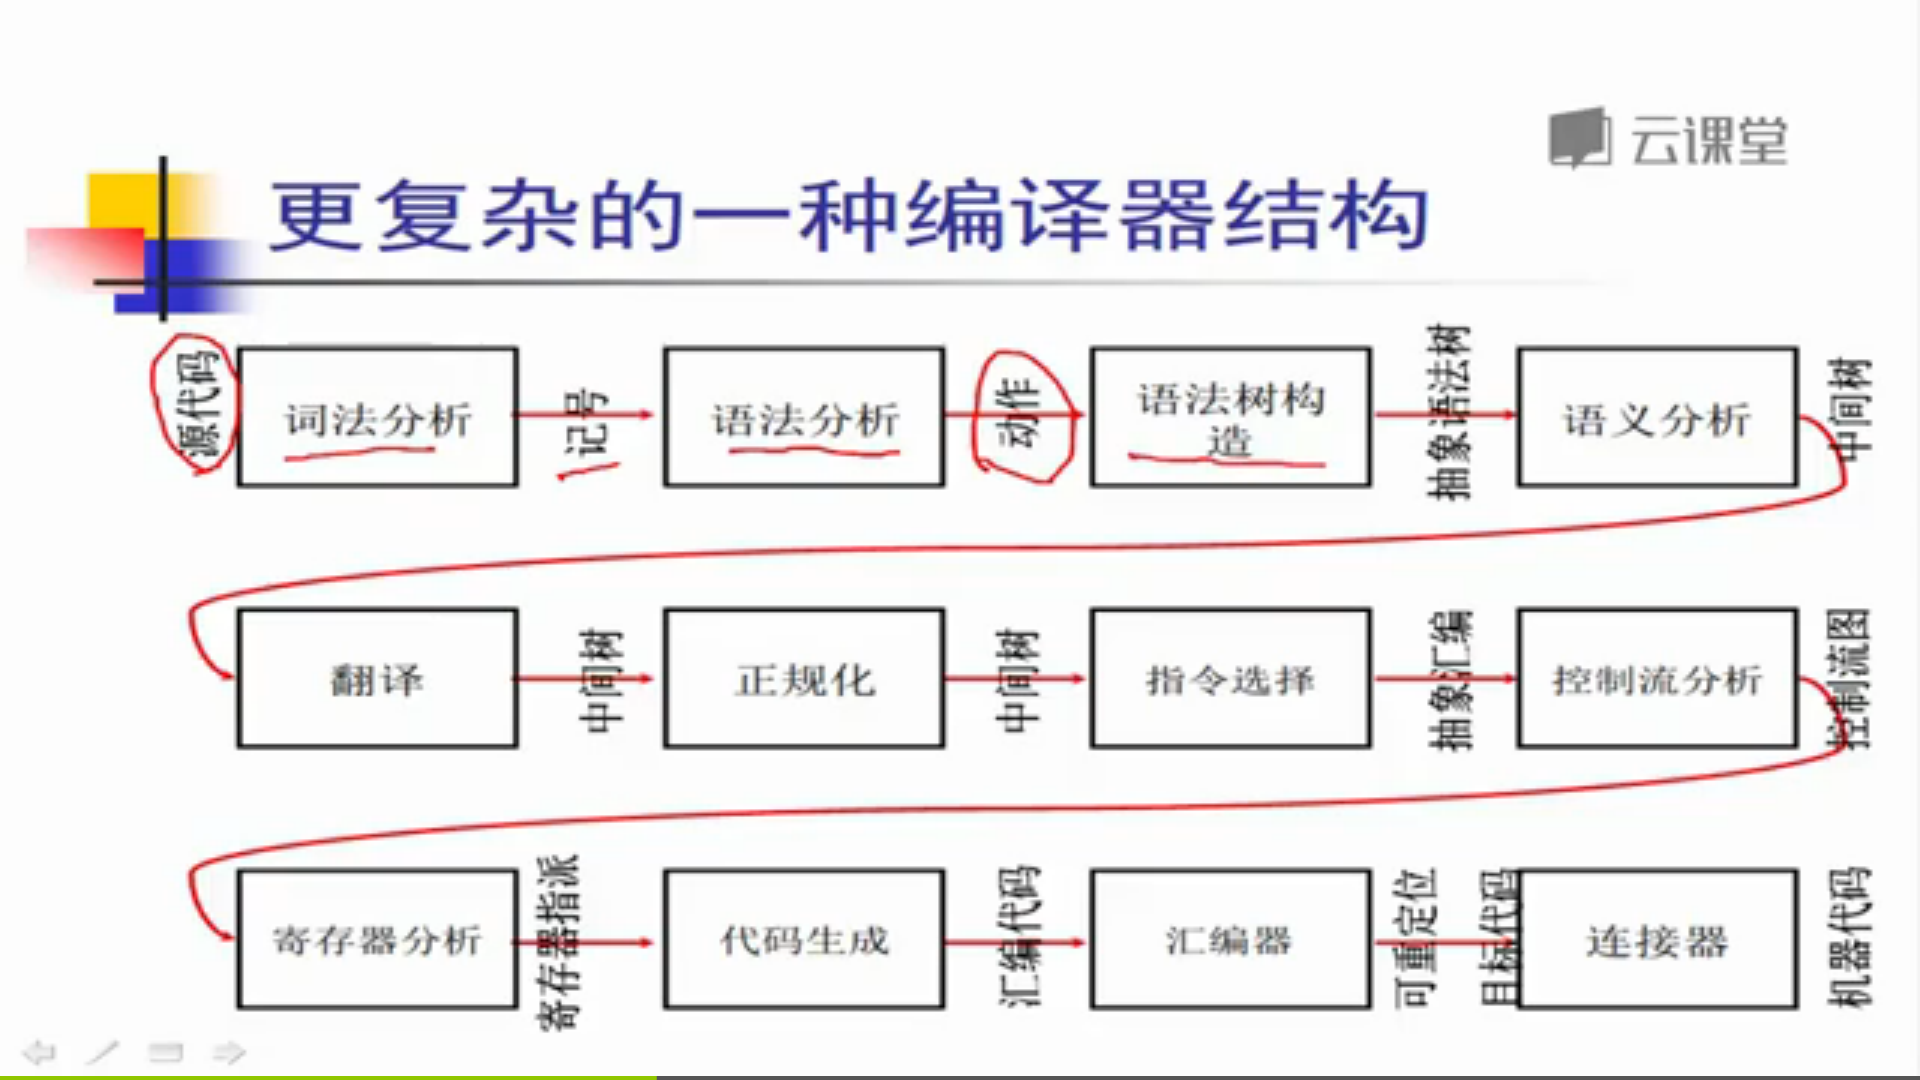 云课堂
更复杂的一种编译器结构
源代码
词法分析
记号
语法分析
动作
语法树构
造
抽象语法树
语义分析
中间树
翻译
中间树
正规化
中间树
指令选择
抽象汇编
控制流分析
控制流图
寄存器分析
寄存器指派
代码生成
汇编代码
汇编器
可重定位
目标代码
连接器
机器代码